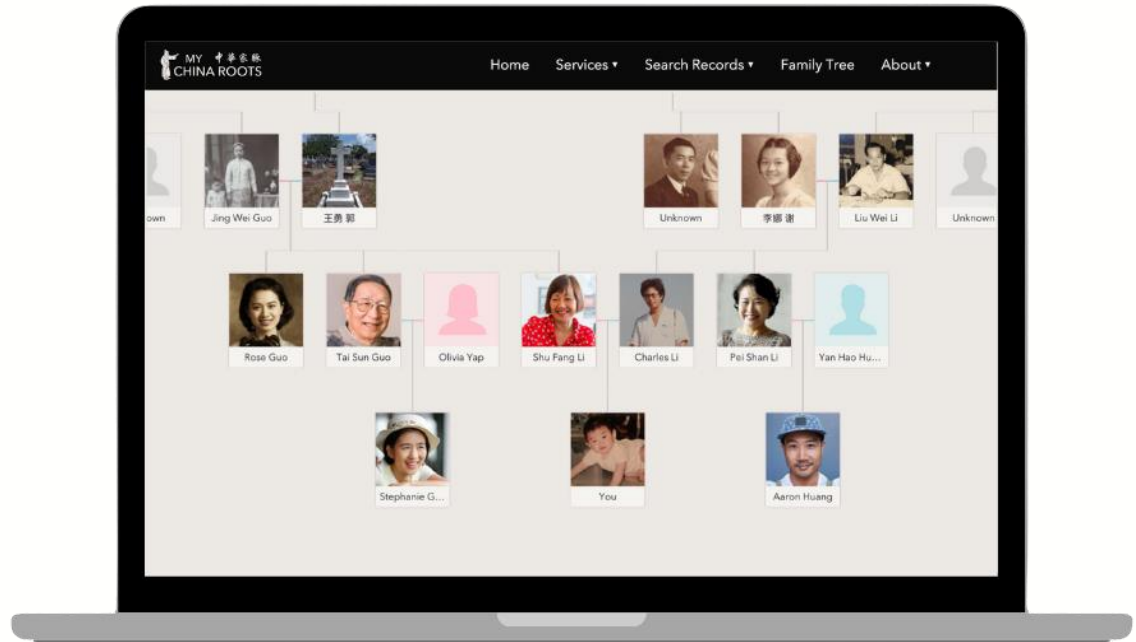 MY 中華家脉
CHINA ROOTS
Home Services ▾ Search Records ▾ Family Tree About ▾
own Jing Wei Guo 王勇 郭 Unknown 李娜 谢 Liu Wei Li Unknown
Rose Guo Tai Sun Guo Olivia Yap Shu Fang Li Charles Li Pei Shan Li Yan Hao Hu...
Stephanie G... You Aaron Huang